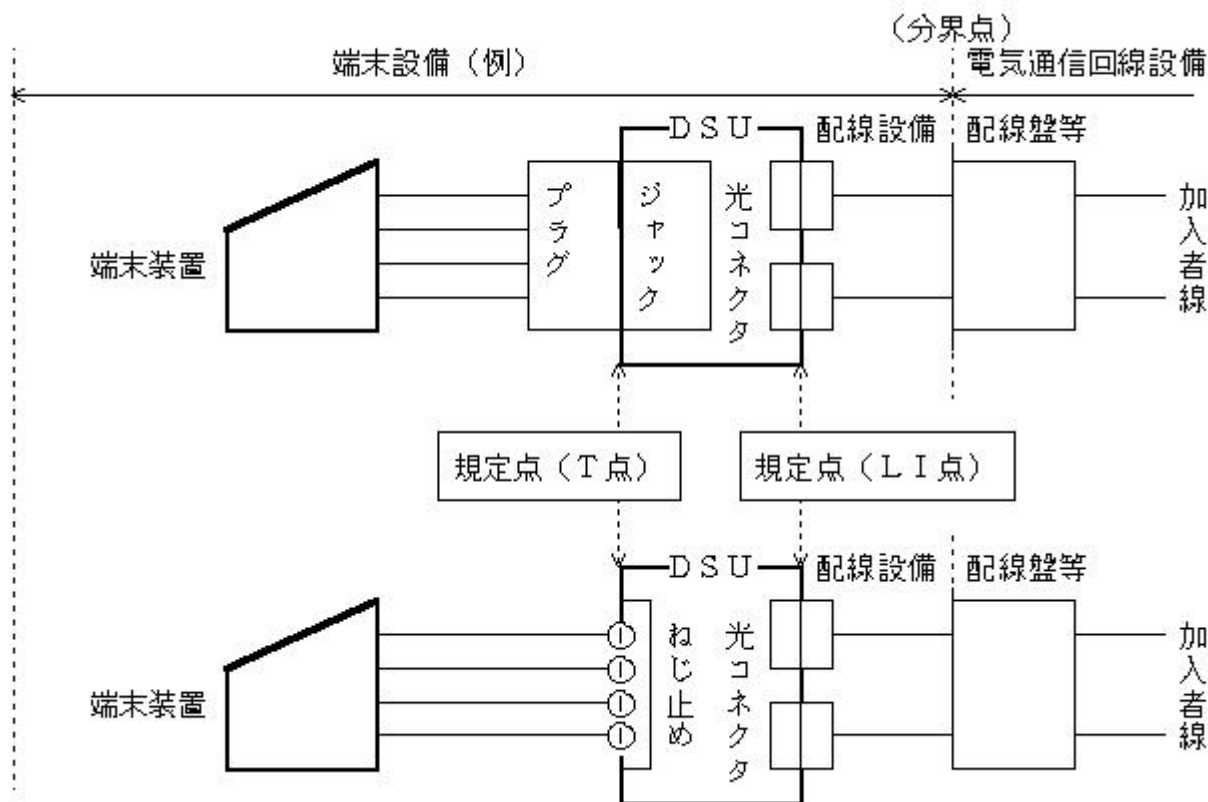 （分界点）
端末設備（例）
電気通信回線設備
ＤＳＵ
配線設備
配線盤等
プラグ
ジャック
光コネクタ
加入者線
端末装置
規定点（Ｔ点）
規定点（ＬＩ点）
ＤＳＵ
配線設備
配線盤等
ねじ止め
光コネクタ
加入者線
端末装置